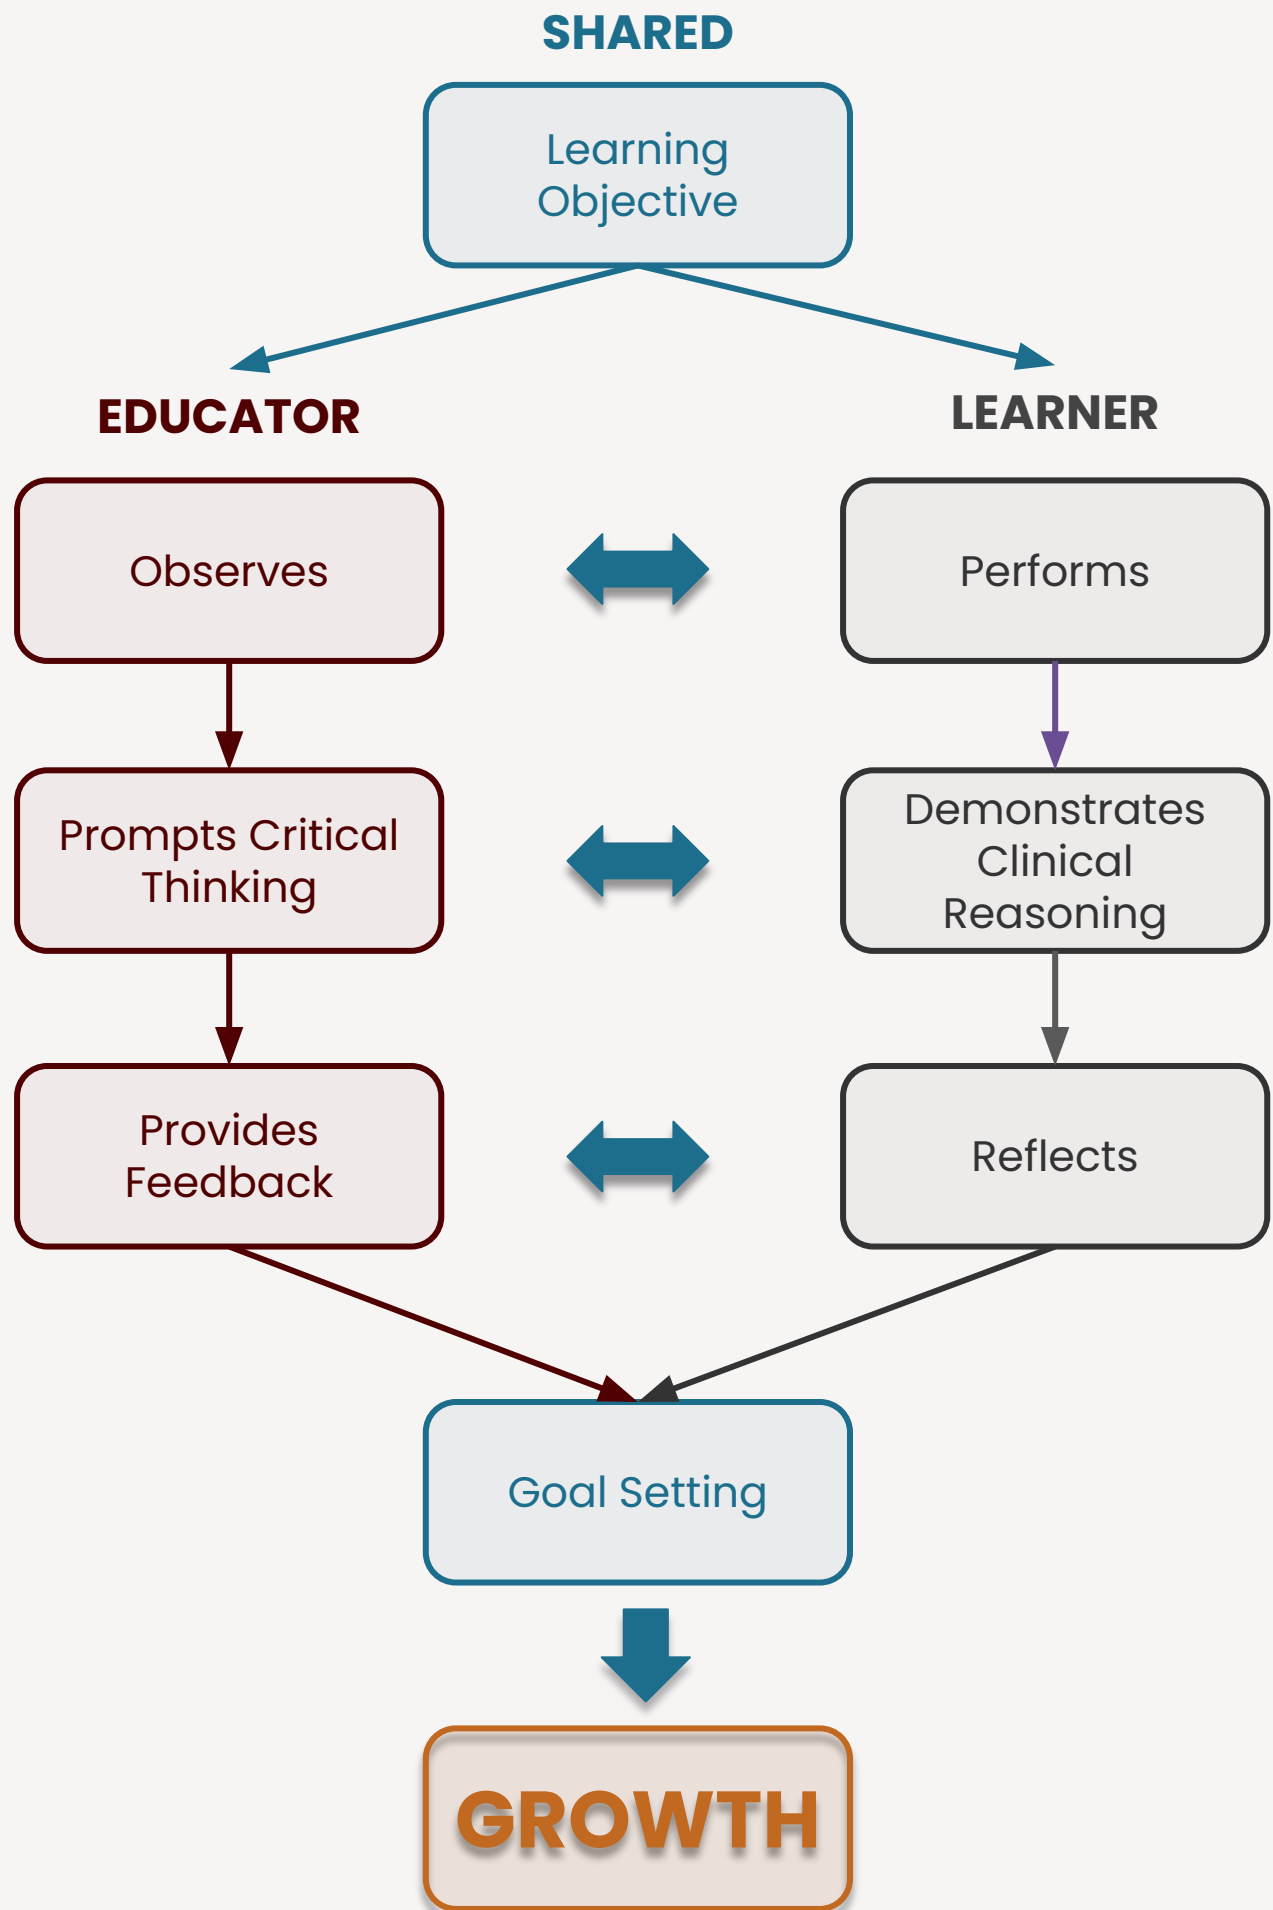 SHARED
Learning
Objective
EDUCATOR
LEARNER
Observes
Performs
Prompts Critical
Thinking
Demonstrates
Clinical
Reasoning
Provides
Feedback
Reflects
Goal Setting
GROWTH